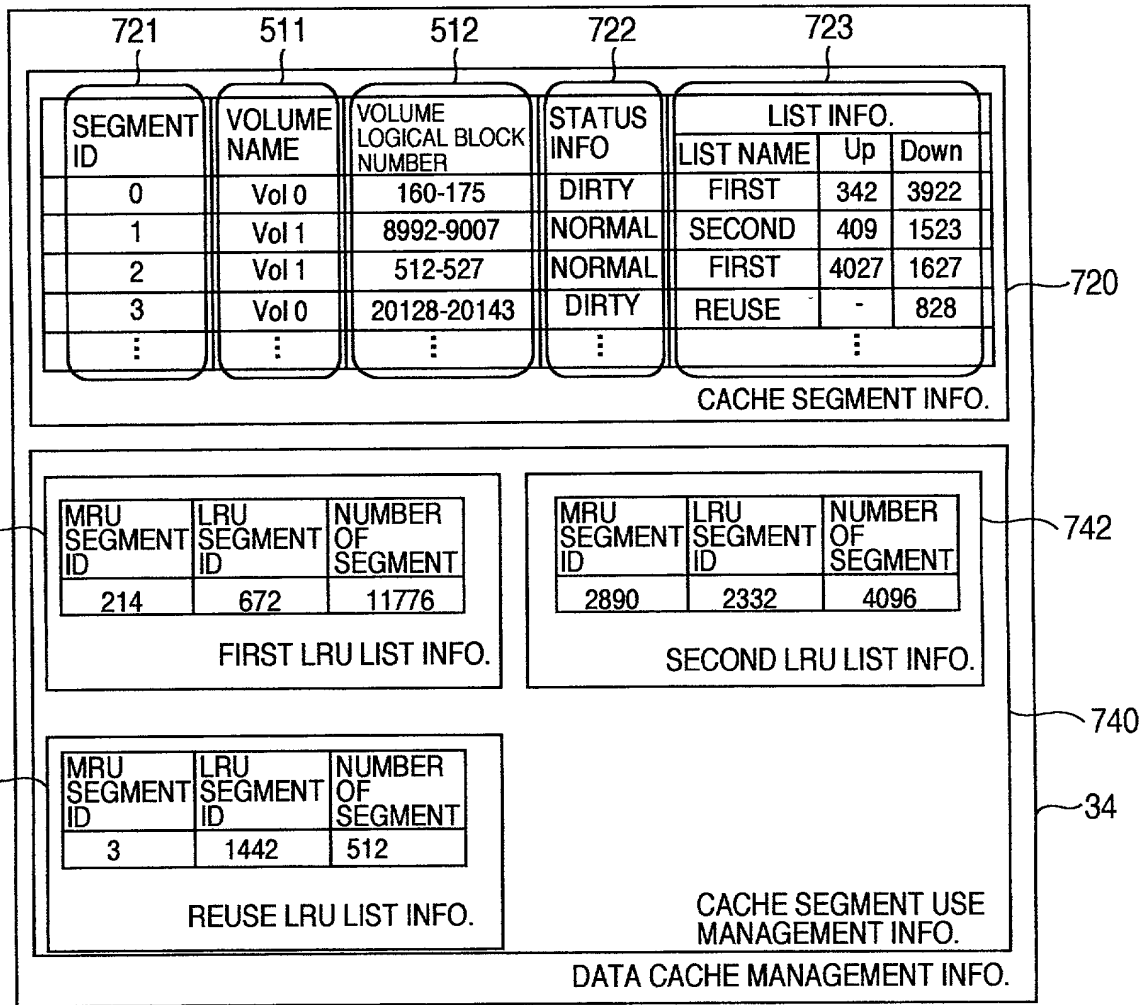 721 511 512 722 723
SEGMENT ID VOLUME NAME VOLUME LOGICAL BLOCK NUMBER STATUS INFO LIST INFO.
LIST NAME Up Down
0 Vol 0 160-175 DIRTY FIRST 342 3922
1 Vol 1 8992-9007 NORMAL SECOND 409 1523
2 Vol 1 512-527 NORMAL FIRST 4027 1627
3 Vol 0 20128-20143 DIRTY REUSE - 828
⋮ ⋮ ⋮ ⋮ ⋮
720
CACHE SEGMENT INFO.
MRU SEGMENT ID LRU SEGMENT ID NUMBER OF SEGMENT
214 672 11776
FIRST LRU LIST INFO.
MRU SEGMENT ID LRU SEGMENT ID NUMBER OF SEGMENT
2890 2332 4096
SECOND LRU LIST INFO.
742
740
MRU SEGMENT ID LRU SEGMENT ID NUMBER OF SEGMENT
3 1442 512
REUSE LRU LIST INFO.
34
CACHE SEGMENT USE
MANAGEMENT INFO.
DATA CACHE MANAGEMENT INFO.